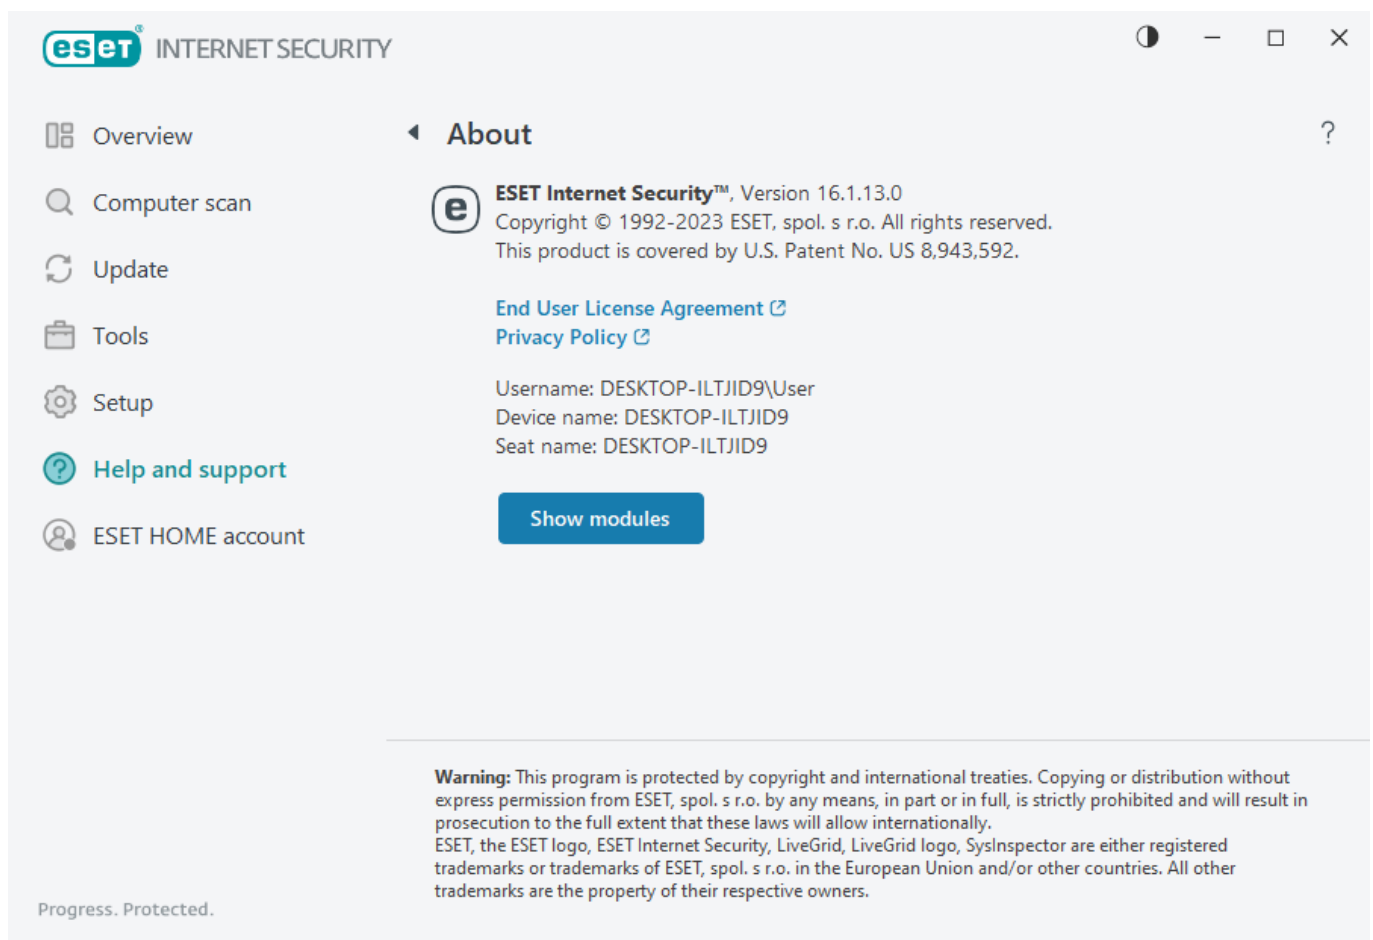 eset® INTERNET SECURITY
Overview
Computer scan
Update
Tools
Setup
Help and support
ESET HOME account
Progress. Protected.
About
?
e
ESET Internet Security™, Version 16.1.13.0
Copyright © 1992-2023 ESET, spol. s r.o. All rights reserved.
This product is covered by U.S. Patent No. US 8,943,592.
End User License Agreement
Privacy Policy
Username: DESKTOP-ILTJID9\User
Device name: DESKTOP-ILTJID9
Seat name: DESKTOP-ILTJID9
Show modules
Warning: This program is protected by copyright and international treaties. Copying or distribution without
express permission from ESET, spol. s r.o. by any means, in part or in full, is strictly prohibited and will result in
prosecution to the full extent that these laws will allow internationally.
ESET, the ESET logo, ESET Internet Security, LiveGrid, LiveGrid logo, SysInspector are either registered
trademarks or trademarks of ESET, spol. s r.o. in the European Union and/or other countries. All other
trademarks are the property of their respective owners.